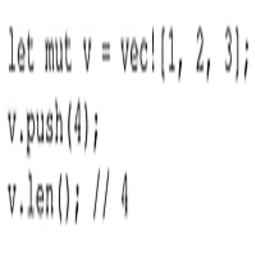 let mut v = vec![1, 2, 3];
v.push(4);
v.len(); // 4